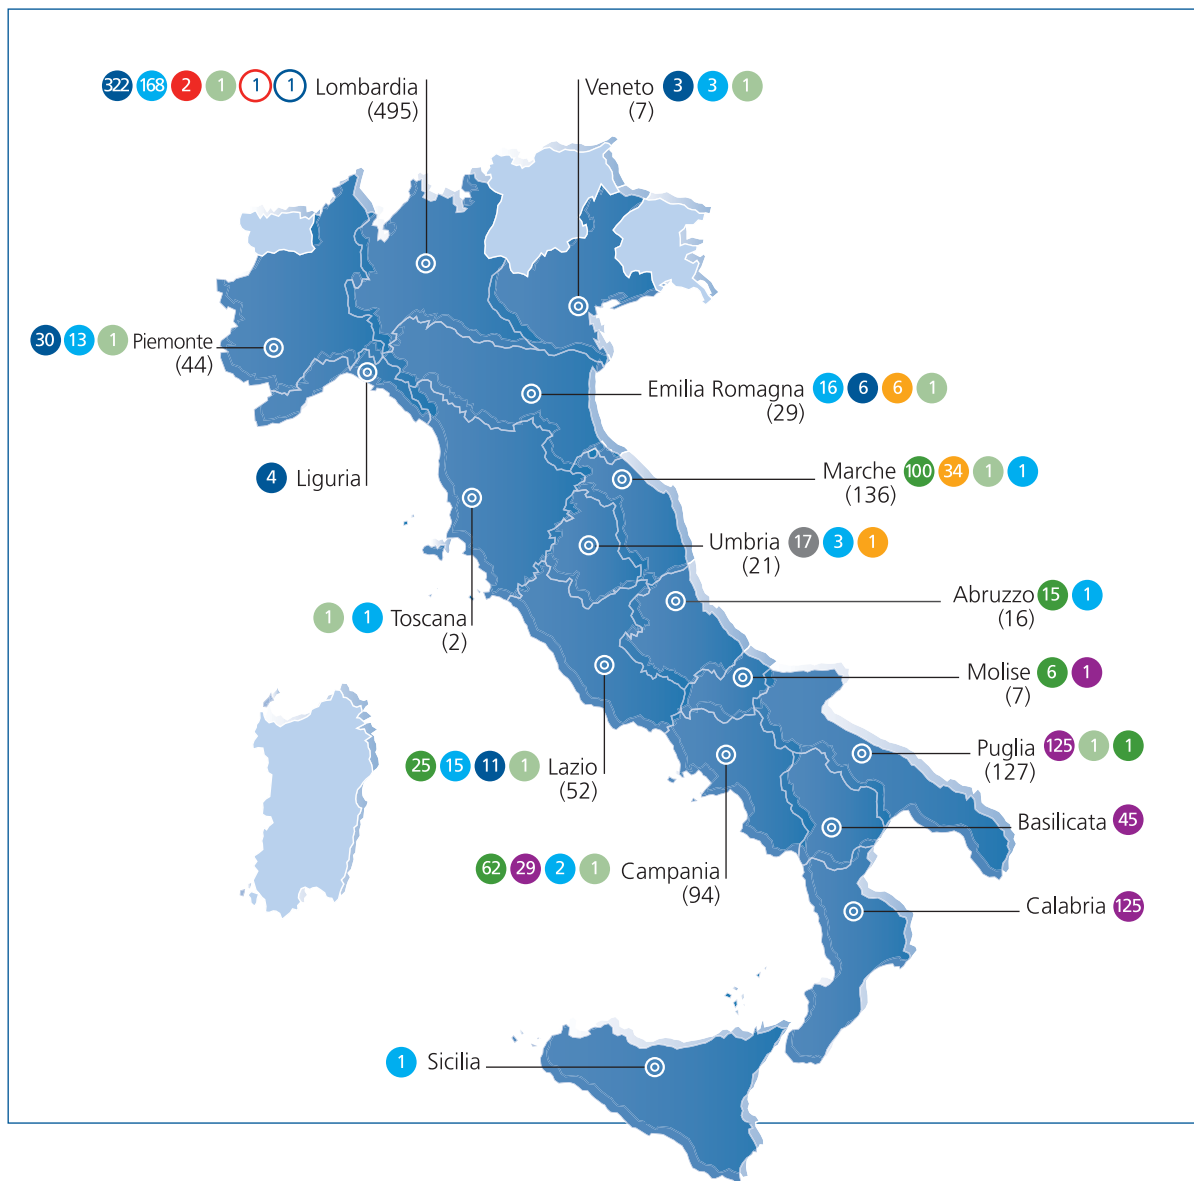 322 168 2 1 1 1 Lombardia
(495)
Veneto 3 3 1
(7)
30 13 1 Piemonte
(44)
Emilia Romagna 16 6 6 1
(29)
4 Liguria
Marche 100 34 1 1
(136)
Umbria 17 3 1
(21)
Abruzzo 15 1
(16)
1 1 Toscana
(2)
Molise 6 1
(7)
Puglia 125 1 1
(127)
25 15 11 1 Lazio
(52)
Basilicata 45
62 29 2 1 Campania
(94)
Calabria 125
1 Sicilia